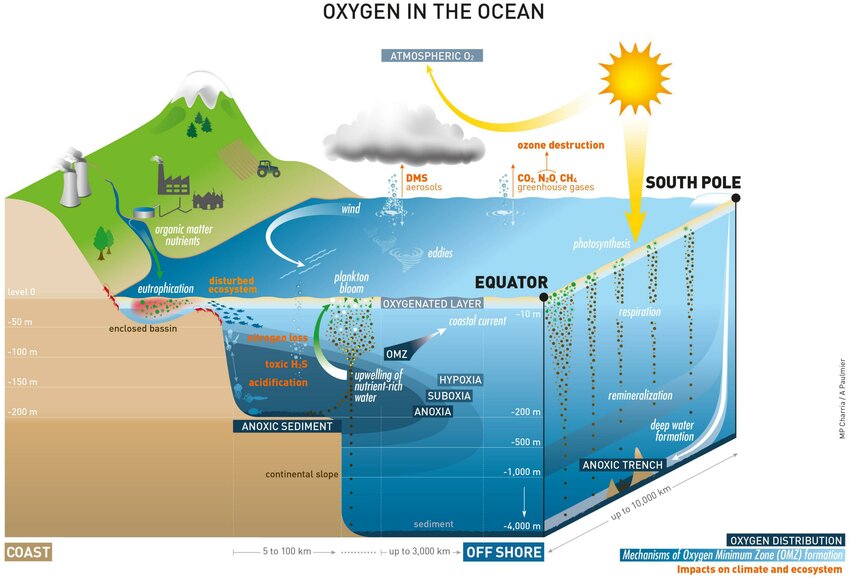 OXYGEN IN THE OCEAN
ATMOSPHERIC O₂
ozone destruction
DMS
aerosols
CO₂, N₂O, CH₄
greenhouse gases
SOUTH POLE
wind
organic matter
nutrients
eddies
photosynthesis
disturbed
ecosystem
plankton
bloom
EQUATOR
eutrophication
level 0
OXYGENATED LAYER
-10 m
respiration
-50 m
enclosed bassin
coastal current
nitrogen loss
OMZ
-100 m
toxic H₂S
acidification
upwelling of
nutrient-rich
water
HYPOXIA
SUBOXIA
ANOXIA
-150 m
remineralization
-200 m
-200 m
ANOXIC SEDIMENT
deep water
formation
-500 m
continental slope
-1,000 m
ANOXIC TRENCH
up to 10,000 km
sediment
-4,000 m
COAST
5 to 100 km
up to 3,000 km
OFF SHORE
OXYGEN DISTRIBUTION
Mechanisms of Oxygen Minimum Zone (OMZ) formation
Impacts on climate and ecosystem
MP Charria / A Paulmier